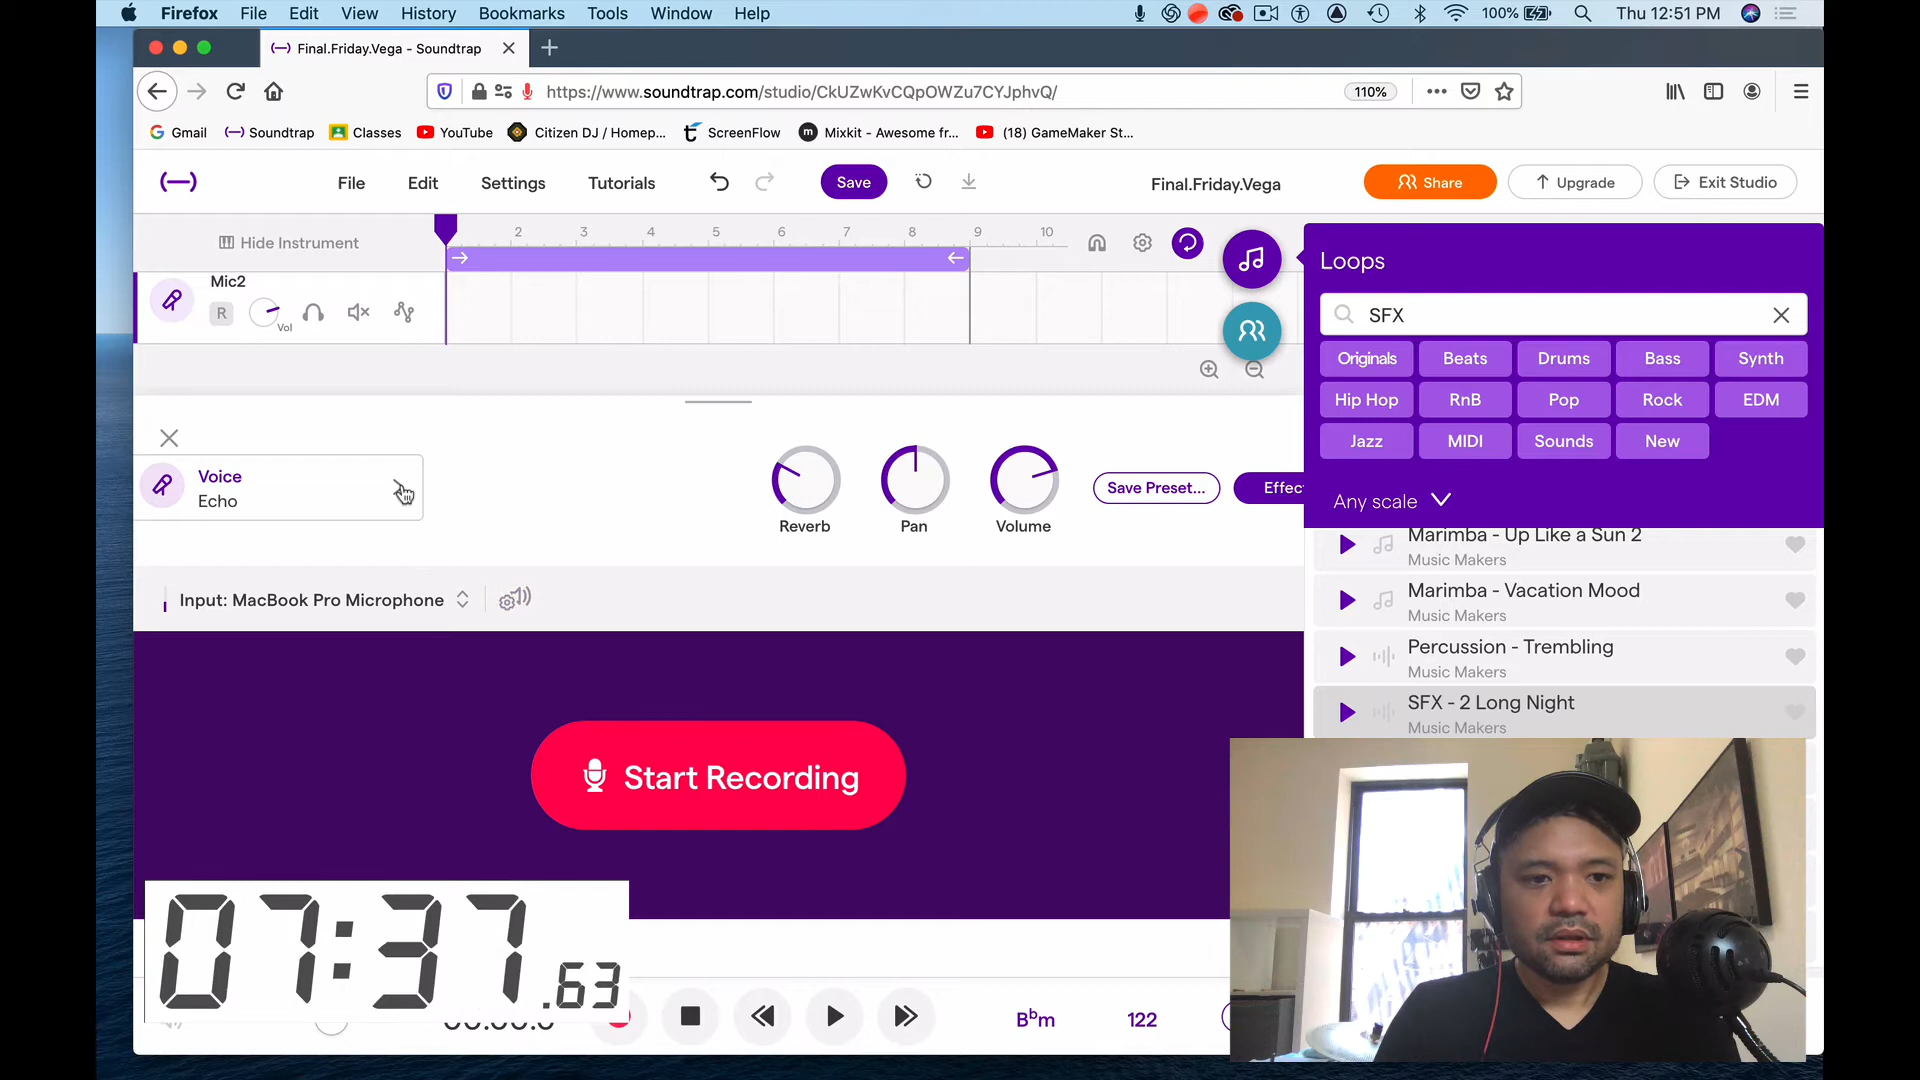 Firefox File Edit View History Bookmarks Tools Window Help 100% Thu 12:51 PM
Final.Friday.Vega - Soundtrap
https://www.soundtrap.com/studio/CkUZwKvCQpOWZu7CYJphvQ/ 110%
Gmail Soundtrap Classes YouTube Citizen DJ / Homep... ScreenFlow Mixkit - Awesome fr... (18) GameMaker St...
File Edit Settings Tutorials Save Final.Friday.Vega Share Upgrade Exit Studio
Hide Instrument 2 3 4 5 6 7 8 9 10
Mic2
R Vol
Loops
SFX
Originals Beats Drums Bass Synth
Hip Hop RnB Pop Rock EDM
Jazz MIDI Sounds New
Any scale
Voice
Echo
Reverb Pan Volume
Save Preset... Effec
Marimba - Up Like a Sun 2
Music Makers
Marimba - Vacation Mood
Music Makers
Percussion - Trembling
Music Makers
SFX - 2 Long Night
Music Makers
Input: MacBook Pro Microphone
Start Recording
07:37.63
Bbm 122